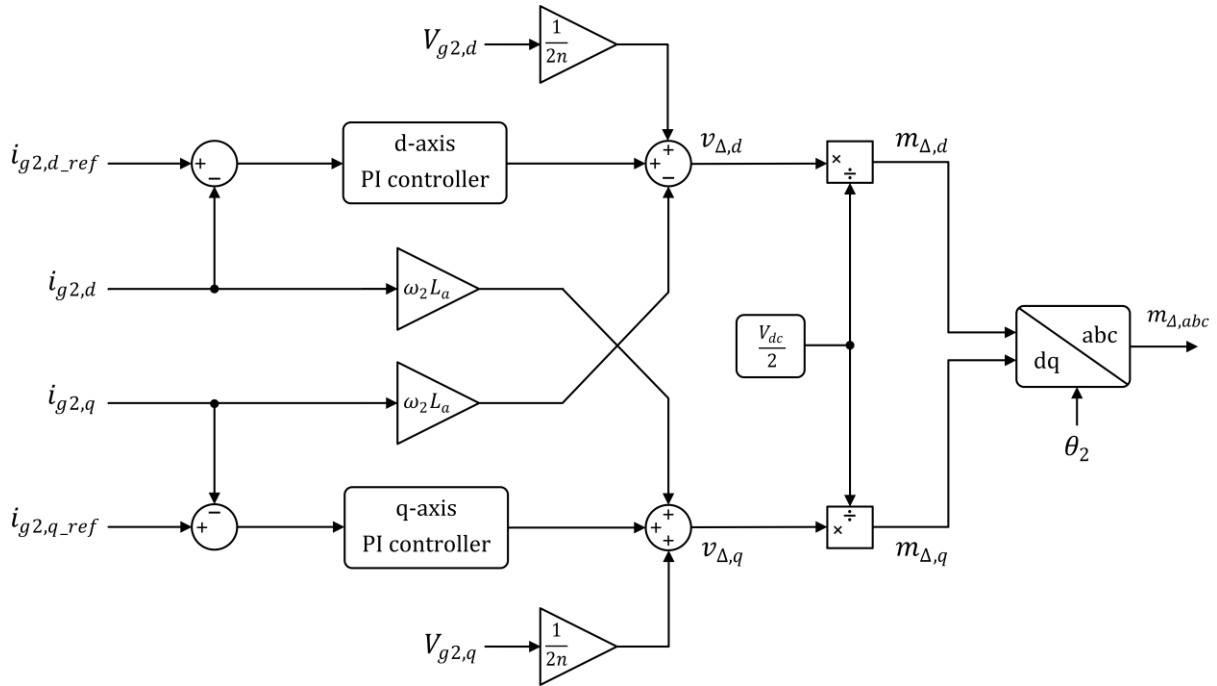 V_{g2,d}
1
2n
i_{g2,d_ref}
+
−
d-axis
PI controller
+
+
−
v_{Δ,d}
×
÷
m_{Δ,d}
i_{g2,d}
ω_2 L_a
V_{dc}
2
abc
dq
m_{Δ,abc}
θ_2
i_{g2,q}
ω_2 L_a
i_{g2,q_ref}
−
+
q-axis
PI controller
+
+
+
v_{Δ,q}
÷
×
m_{Δ,q}
V_{g2,q}
1
2n